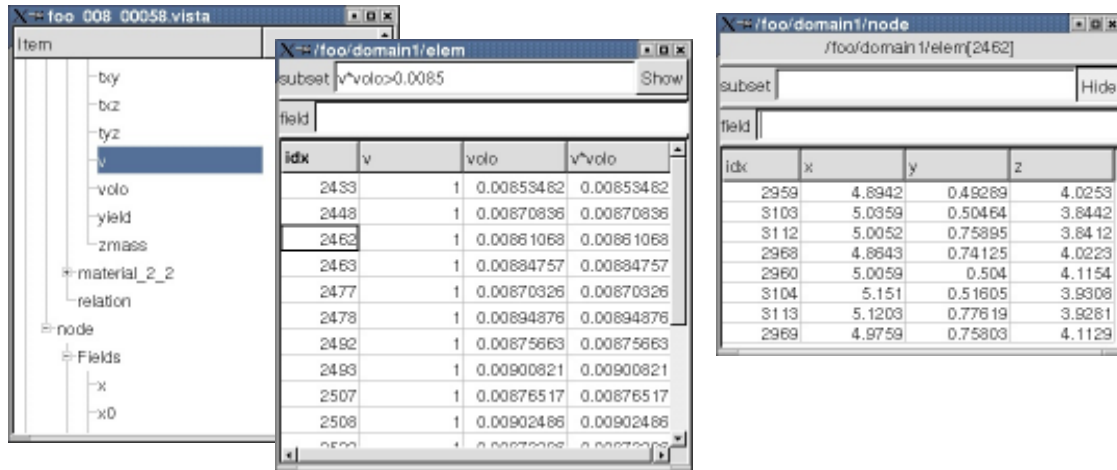 foo_008_00058.vista
Item
txy
txz
tyz
v
volo
yield
zmass
material_2_2
relation
node
Fields
x
x0
/foo/domain1/elem
subset v*volo>0.0085 Show
field
idx v volo v*volo
2433 1 0.00853482 0.00853482
2448 1 0.00870836 0.00870836
2462 1 0.00861068 0.00861068
2463 1 0.00884757 0.00884757
2477 1 0.00870326 0.00870326
2478 1 0.00894876 0.00894876
2492 1 0.00875663 0.00875663
2493 1 0.00900821 0.00900821
2507 1 0.00876517 0.00876517
2508 1 0.00902486 0.00902486
/foo/domain1/node
/foo/domain1/elem[2462]
subset Hide
field
idx x y z
2959 4.8942 0.49289 4.0253
3103 5.0359 0.50464 3.8442
3112 5.0052 0.75895 3.8412
2968 4.8643 0.74125 4.0223
2960 5.0059 0.504 4.1154
3104 5.151 0.51605 3.9308
3113 5.1203 0.77619 3.9281
2969 4.9759 0.75803 4.1129